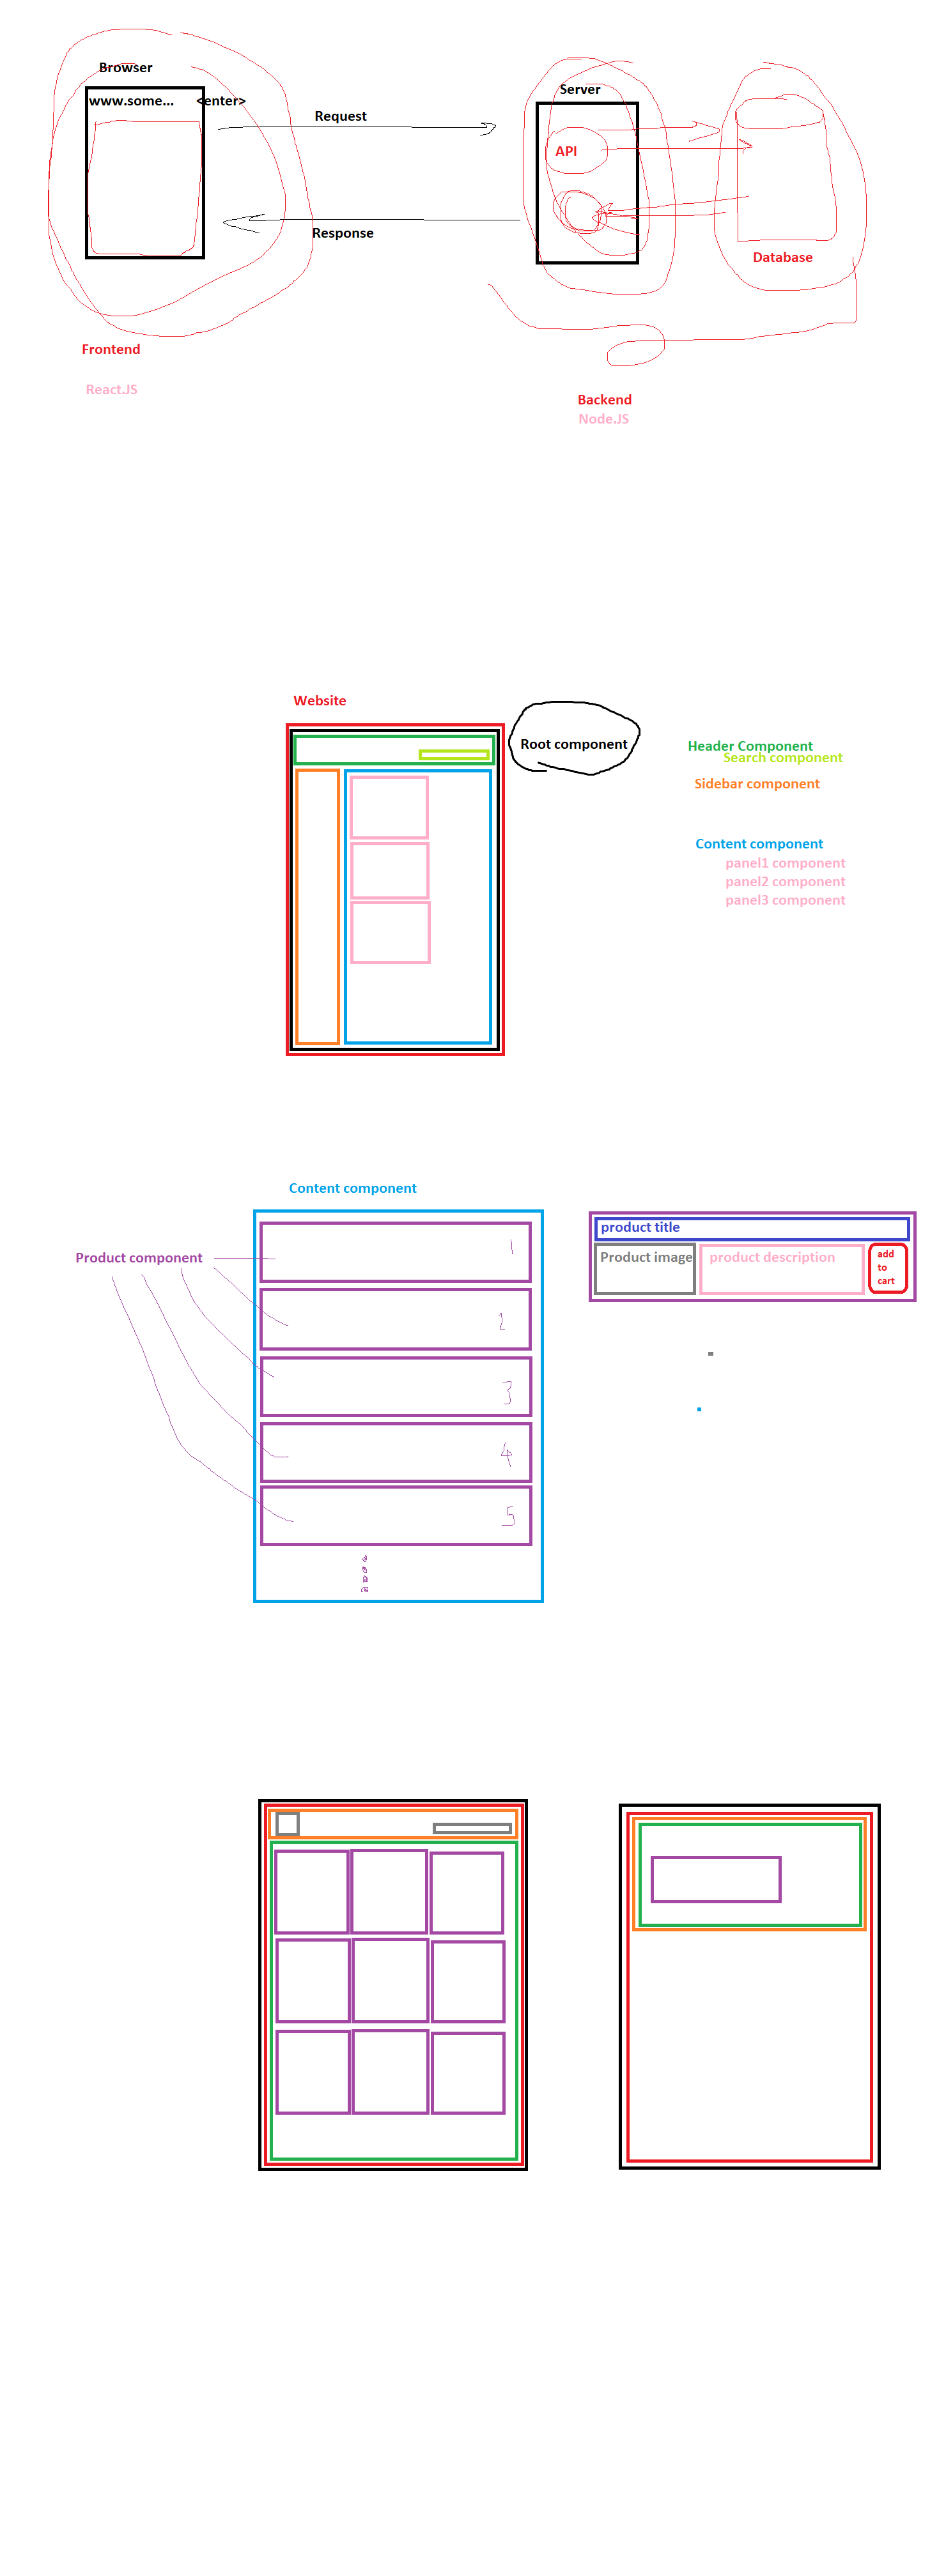 Browser
www.some...
<enter>
Request
Response
Server
API
Database
Frontend
React.JS
Backend
Node.JS
Website
Root component
Header Component
Search component
Sidebar component
Content component
panel1 component
panel2 component
panel3 component
Content component
Product component
1
2
3
4
5
product title
Product image
product description
add
to
cart